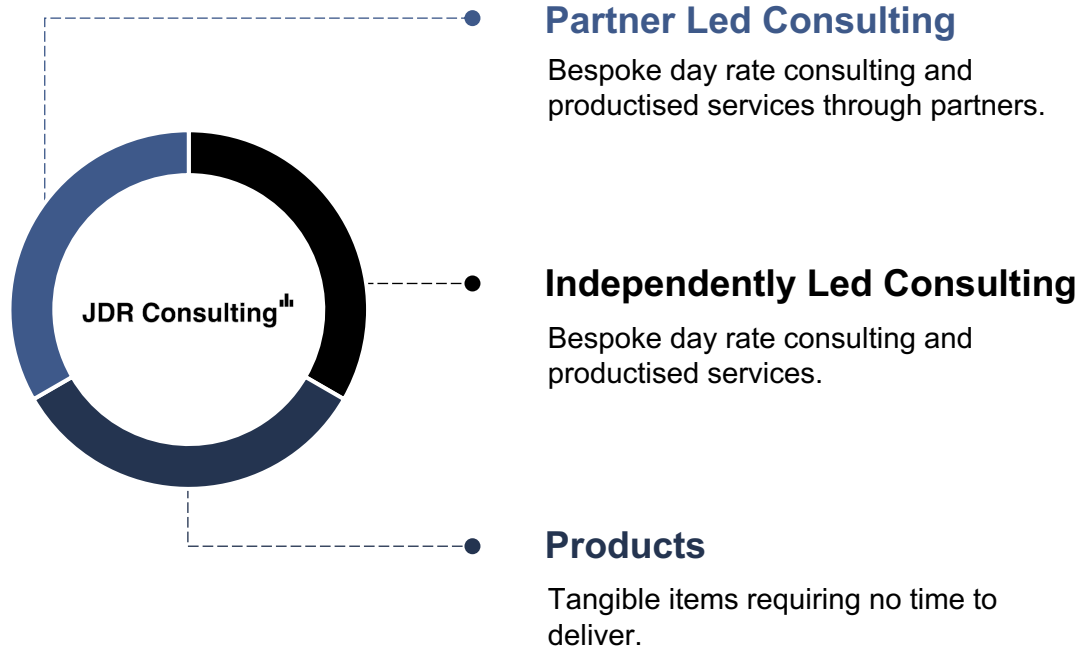 Partner Led Consulting
Bespoke day rate consulting and
productised services through partners.
JDR Consulting
Independently Led Consulting
Bespoke day rate consulting and
productised services.
Products
Tangible items requiring no time to
deliver.